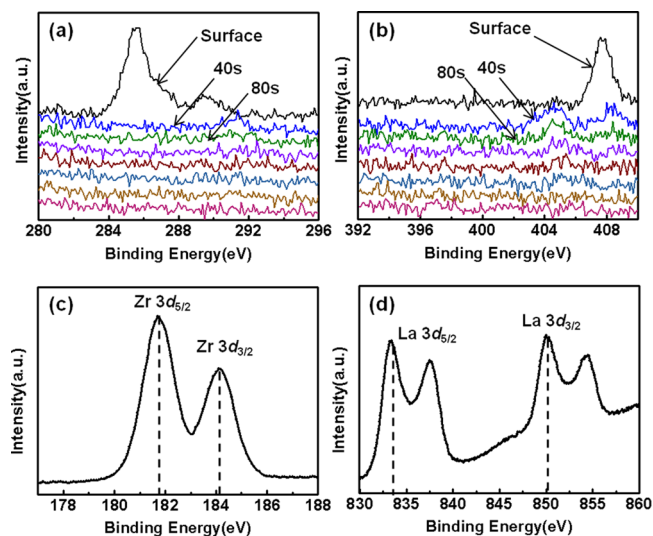 (a)
Surface
40s
80s
Intensity(a.u.)
280 284 288 292 296
Binding Energy(eV)
(b)
Surface
40s
80s
Intensity(a.u.)
392 396 400 404 408
Binding Energy(eV)
(c)
Zr 3d5/2
Zr 3d3/2
Intensity(a.u.)
178 180 182 184 186 188
Binding Energy(eV)
(d)
La 3d5/2
La 3d3/2
Intensity(a.u.)
830 835 840 845 850 855 860
Binding Energy(eV)